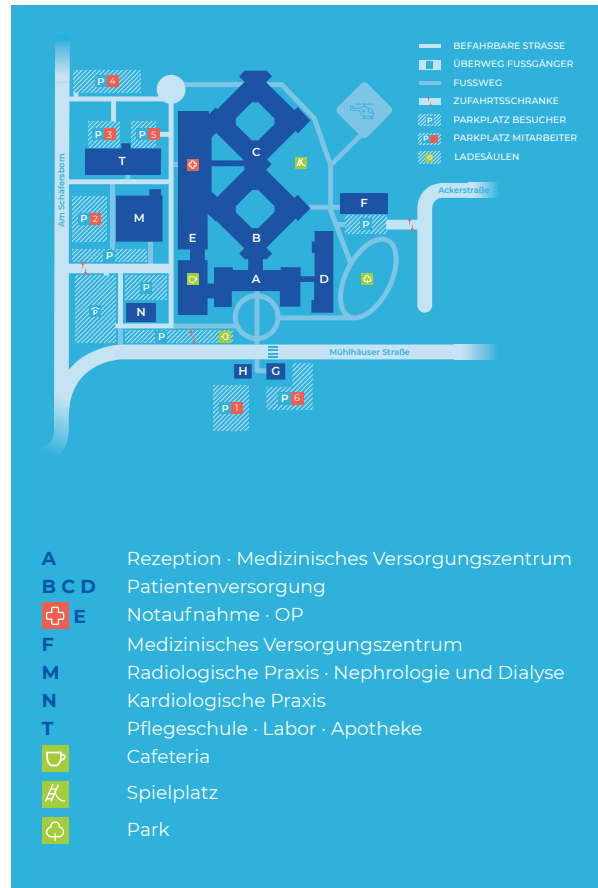 BEFAHRBARE STRASSE
ÜBERWEG FUSSGÄNGER
FUSSWEG
ZUFAHRTSSCHRANKE
P PARKPLATZ BESUCHER
P PARKPLATZ MITARBEITER
LADESÄULEN
P 4
P 3
P 5
T
C
Am Schäfersborn
Ackerstraße
F
P 2
M
P
E
B
P
A
D
P
P
N
P
Mühlhäuser Straße
H
G
P 1
P 6
A Rezeption · Medizinisches Versorgungszentrum
B C D Patientenversorgung
E Notaufnahme · OP
F Medizinisches Versorgungszentrum
M Radiologische Praxis · Nephrologie und Dialyse
N Kardiologische Praxis
T Pflegeschule · Labor · Apotheke
Cafeteria
Spielplatz
Park